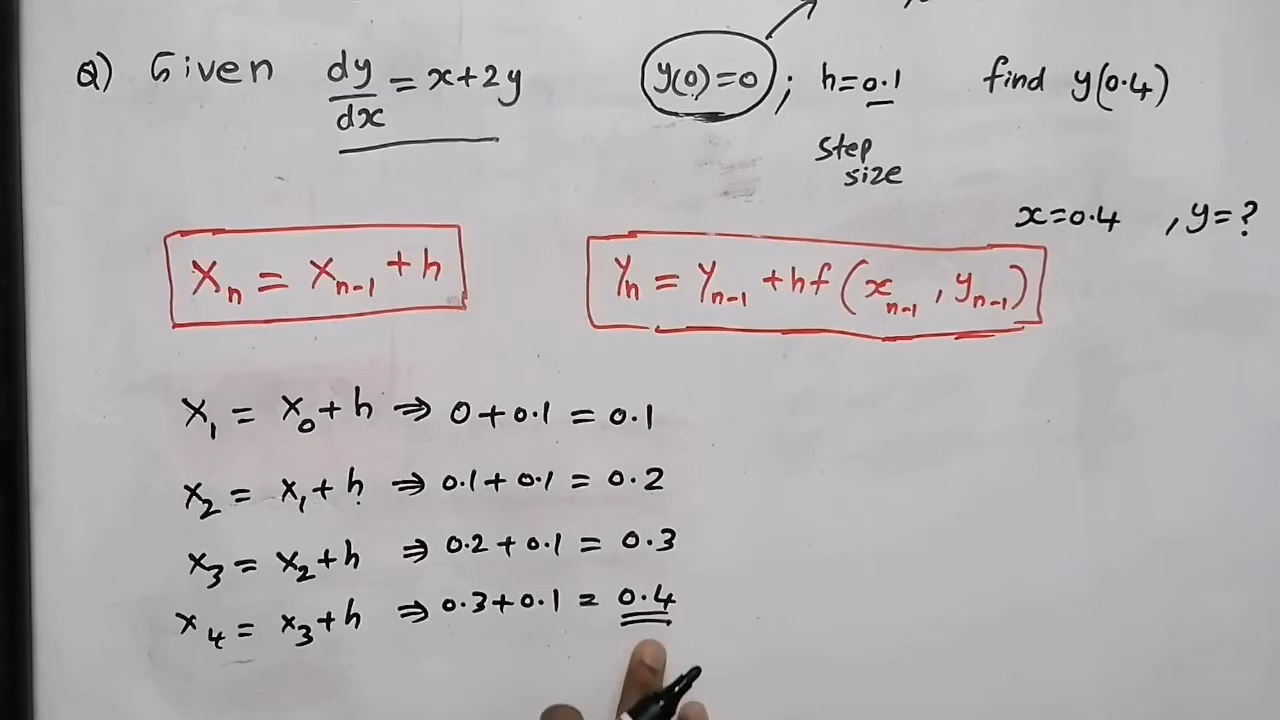 Q) Given dy/dx = x+2y y(0)=0 ; h=0.1 find y(0.4)
step
size
x=0.4 , y=?
Xn = Xn-1 + h
Yn = Yn-1 + hf(xn-1, yn-1)
X1 = X0 + h ⇒ 0+0.1 = 0.1
X2 = X1 + h ⇒ 0.1+0.1 = 0.2
X3 = X2 + h ⇒ 0.2+0.1 = 0.3
X4 = X3 + h ⇒ 0.3+0.1 = 0.4